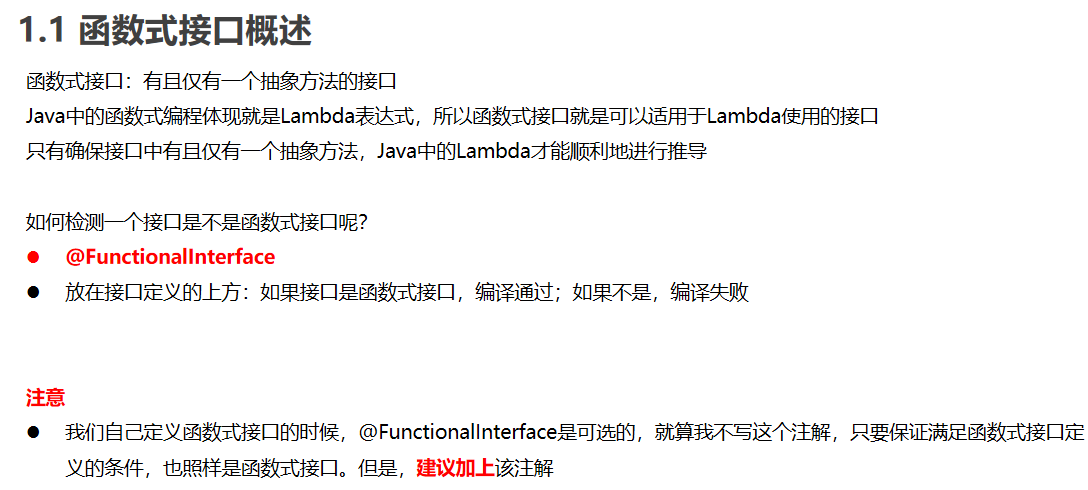 1.1 函数式接口概述
函数式接口：有且仅有一个抽象方法的接口
Java中的函数式编程体现就是Lambda表达式，所以函数式接口就是可以适用于Lambda使用的接口
只有确保接口中有且仅有一个抽象方法，Java中的Lambda才能顺利地进行推导
如何检测一个接口是不是函数式接口呢？
● @FunctionalInterface
● 放在接口定义的上方：如果接口是函数式接口，编译通过；如果不是，编译失败
注意
● 我们自己定义函数式接口的时候，@FunctionalInterface是可选的，就算我不写这个注解，只要保证满足函数式接口定
义的条件，也照样是函数式接口。但是，建议加上该注解